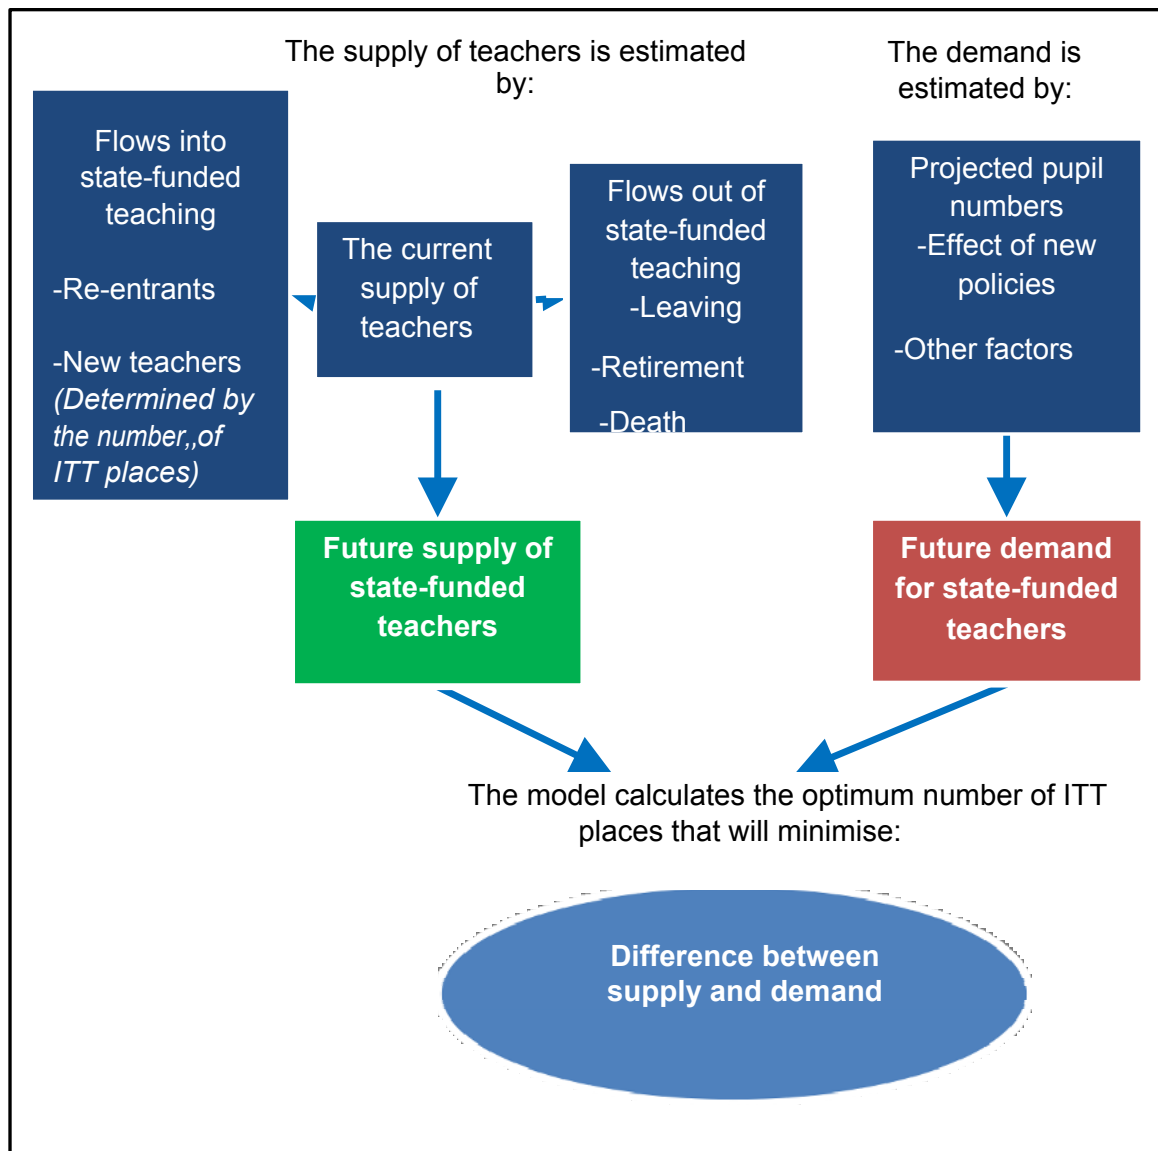 The supply of teachers is estimated
by:
The demand is
estimated by:
Flows into
state-funded
teaching
-Re-entrants
-New teachers
(Determined by
the number,,of
ITT places)
The current
supply of
teachers
Flows out of
state-funded
teaching
-Leaving
-Retirement
-Death
Projected pupil
numbers
-Effect of new
policies
-Other factors
Future supply of
state-funded
teachers
Future demand
for state-funded
teachers
The model calculates the optimum number of ITT
places that will minimise:
Difference between
supply and demand